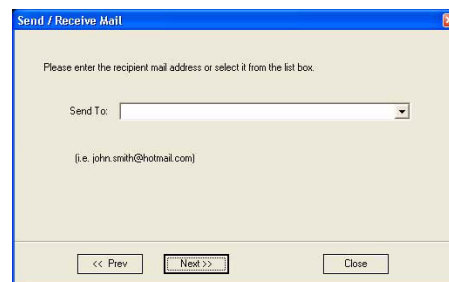 Send / Receive Mail
Please enter the recipient mail address or select it from the list box.
Send To:
(i.e. john.smith@hotmail.com)
<< Prev Next >> Close